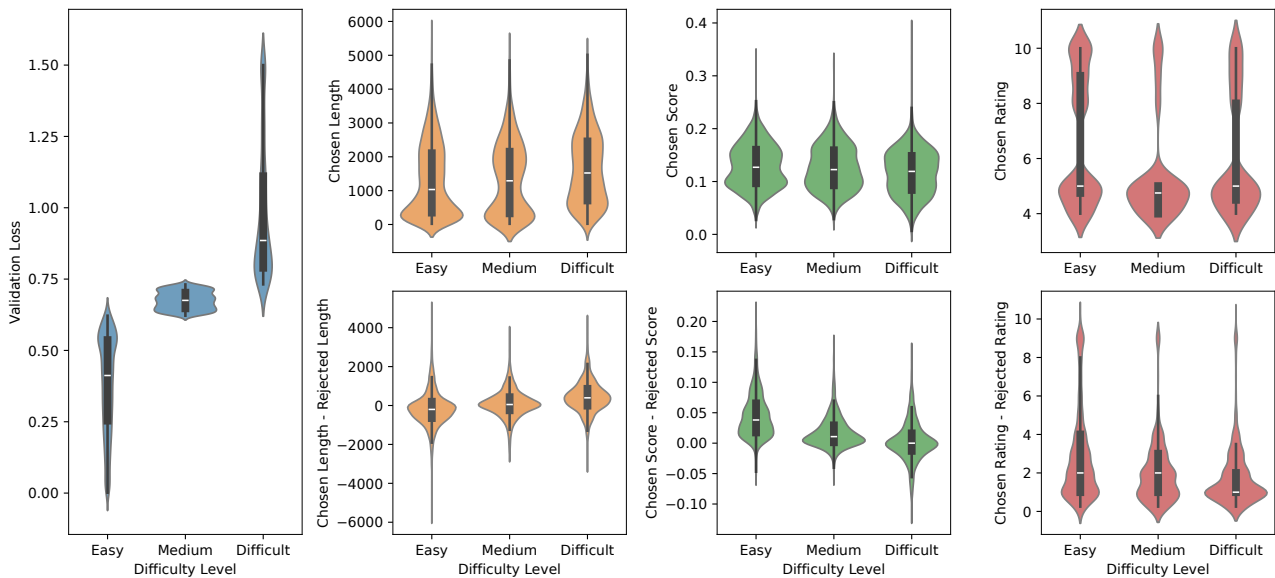 Validation Loss
1.50
1.25
1.00
0.75
0.50
0.25
0.00
Easy Medium Difficult
Difficulty Level
Chosen Length
6000
5000
4000
3000
2000
1000
0
Easy Medium Difficult
Chosen Score
0.4
0.3
0.2
0.1
0.0
Easy Medium Difficult
Chosen Rating
10
8
6
4
Easy Medium Difficult
Chosen Length - Rejected Length
4000
2000
0
−2000
−4000
−6000
Easy Medium Difficult
Difficulty Level
Chosen Score - Rejected Score
0.20
0.15
0.10
0.05
0.00
−0.05
−0.10
Easy Medium Difficult
Difficulty Level
Chosen Rating - Rejected Rating
10
8
6
4
2
0
Easy Medium Difficult
Difficulty Level